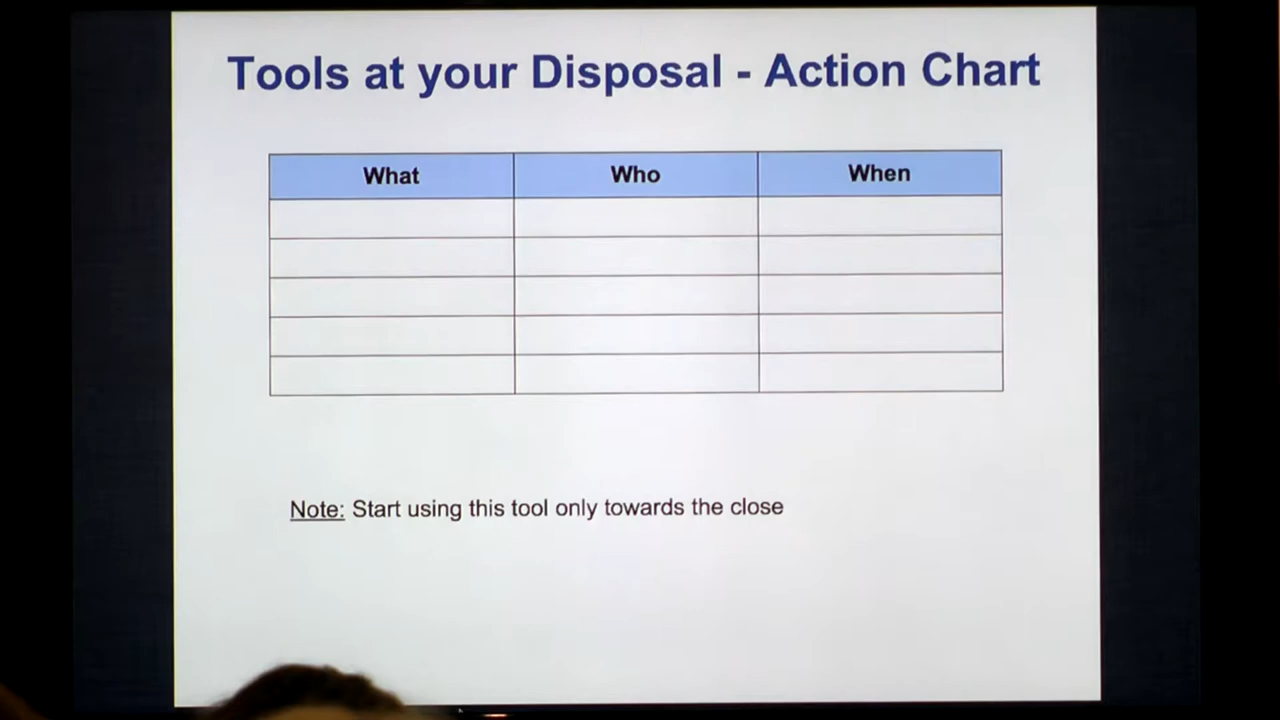 Tools at your Disposal - Action Chart
What Who When
Note: Start using this tool only towards the close